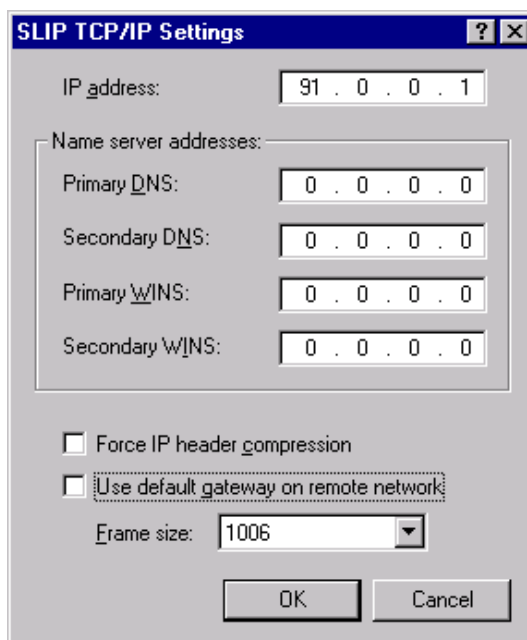 SLIP TCP/IP Settings
IP address: 91 . 0 . 0 . 1
Name server addresses:
Primary DNS: 0 . 0 . 0 . 0
Secondary DNS: 0 . 0 . 0 . 0
Primary WINS: 0 . 0 . 0 . 0
Secondary WINS: 0 . 0 . 0 . 0
Force IP header compression
Use default gateway on remote network
Frame size: 1006
OK Cancel